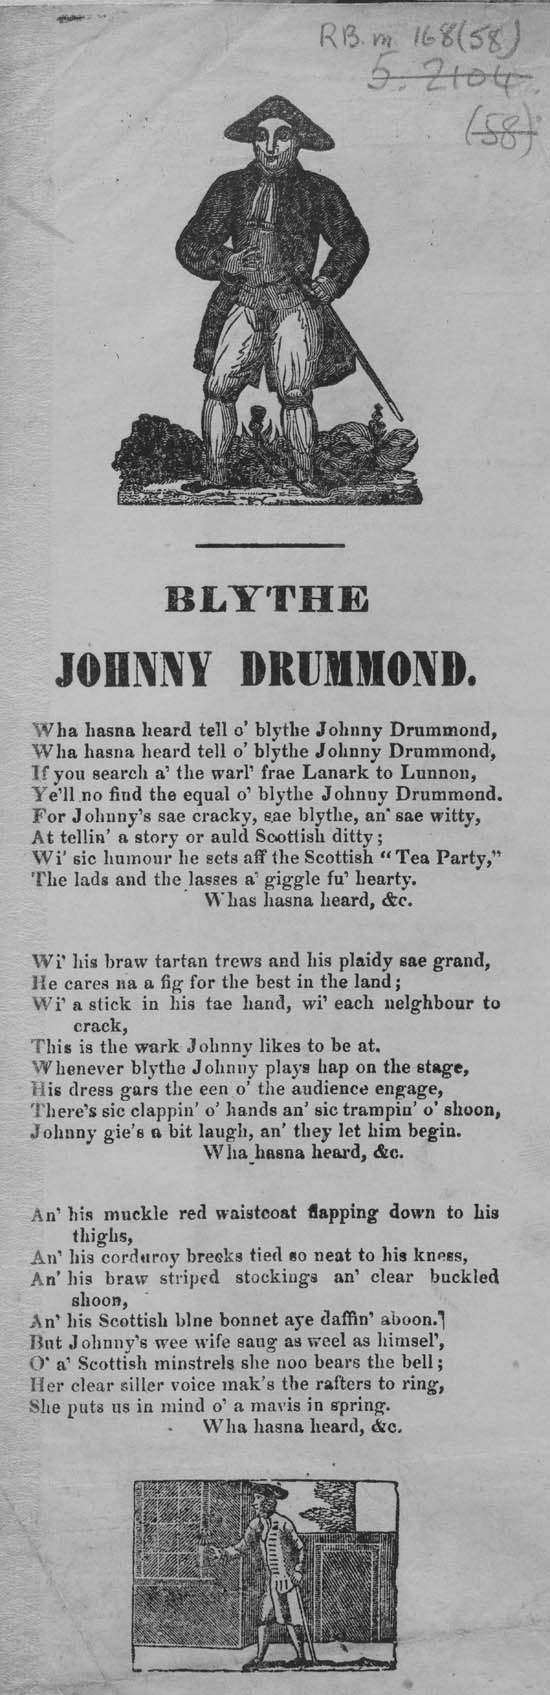 RB.m. 168(58)
5. 2104
(58)
BLYTHE
JOHNNY DRUMMOND.
Wha hasna heard tell o' blythe Johnny Drummond,
Wha hasna heard tell o' blythe Johnny Drummond,
If you search a' the warl' frae Lanark to Lunnon,
Ye'll no find the equal o' blythe Johnny Drummond.
For Johnny's sae cracky, sae blythe, an' sae witty,
At tellin' a story or auld Scottish ditty;
Wi' sic humour he sets aff the Scottish “Tea Party,”
The lads and the lasses a' giggle fu' hearty.
Whas hasna heard, &c.
Wi' his braw tartan trews and his plaidy sae grand,
He cares na a fig for the best in the land;
Wi' a stick in his tae hand, wi' each nelghbour to
crack,
This is the wark Johnny likes to be at.
Whenever blythe Johnny plays hap on the stage,
His dress gars the een o' the audience engage,
There's sic clappin' o' hands an' sic trampin' o' shoon,
Johnny gie's a bit laugh, an' they let him begin.
Wha hasna heard, &c.
An' his muckle red waistcoat flapping down to his
thighs,
An' his corduroy breeks tied so neat to his kness,
An' his braw striped stockings an' clear buckled
shoon,
An' his Scottish blne bonnet aye daffin' aboon.
But Johnny's wee wife saug as weel as himsel',
O' a' Scottish minstrels she noo bears the bell;
Her clear siller voice mak's the rafters to ring,
She puts us in mind o' a mavis in spring.
Wha hasna heard, &c.